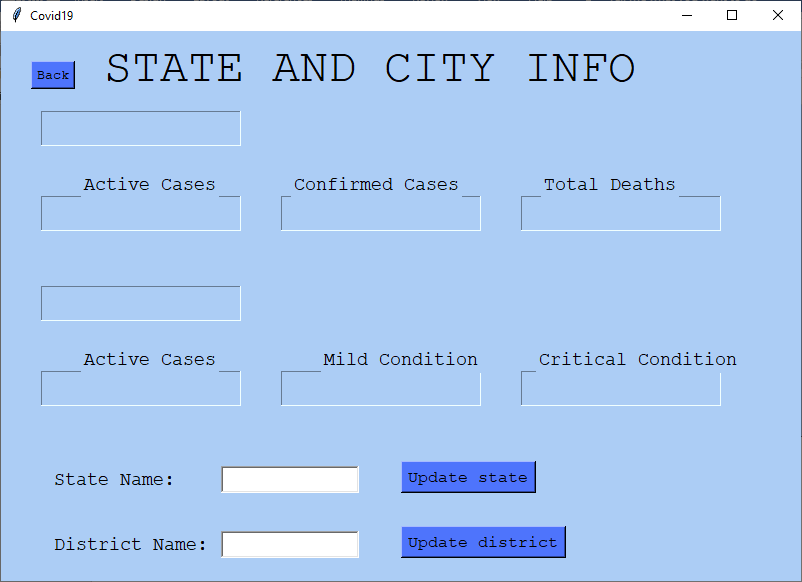 Covid19
Back STATE AND CITY INFO
Active Cases Confirmed Cases Total Deaths
Active Cases Mild Condition Critical Condition
State Name: Update state
District Name: Update district